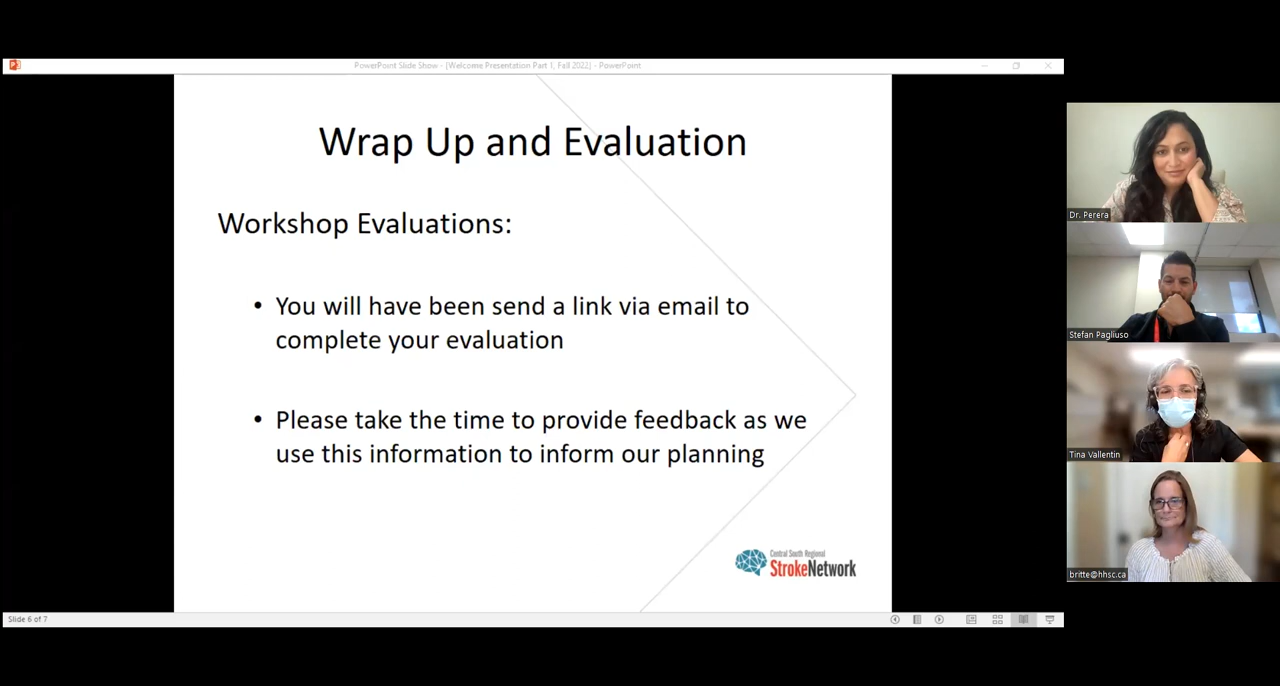 PowerPoint Slide Show - [Welcome Presentation Part 1, Fall 2022] - PowerPoint
Wrap Up and Evaluation
Workshop Evaluations:
• You will have been send a link via email to
complete your evaluation
• Please take the time to provide feedback as we
use this information to inform our planning
Central South Regional
StrokeNetwork
Slide 6 of 7
Dr. Perera
Stefan Pagliuso
Tina Vallentin
britte@hhsc.ca